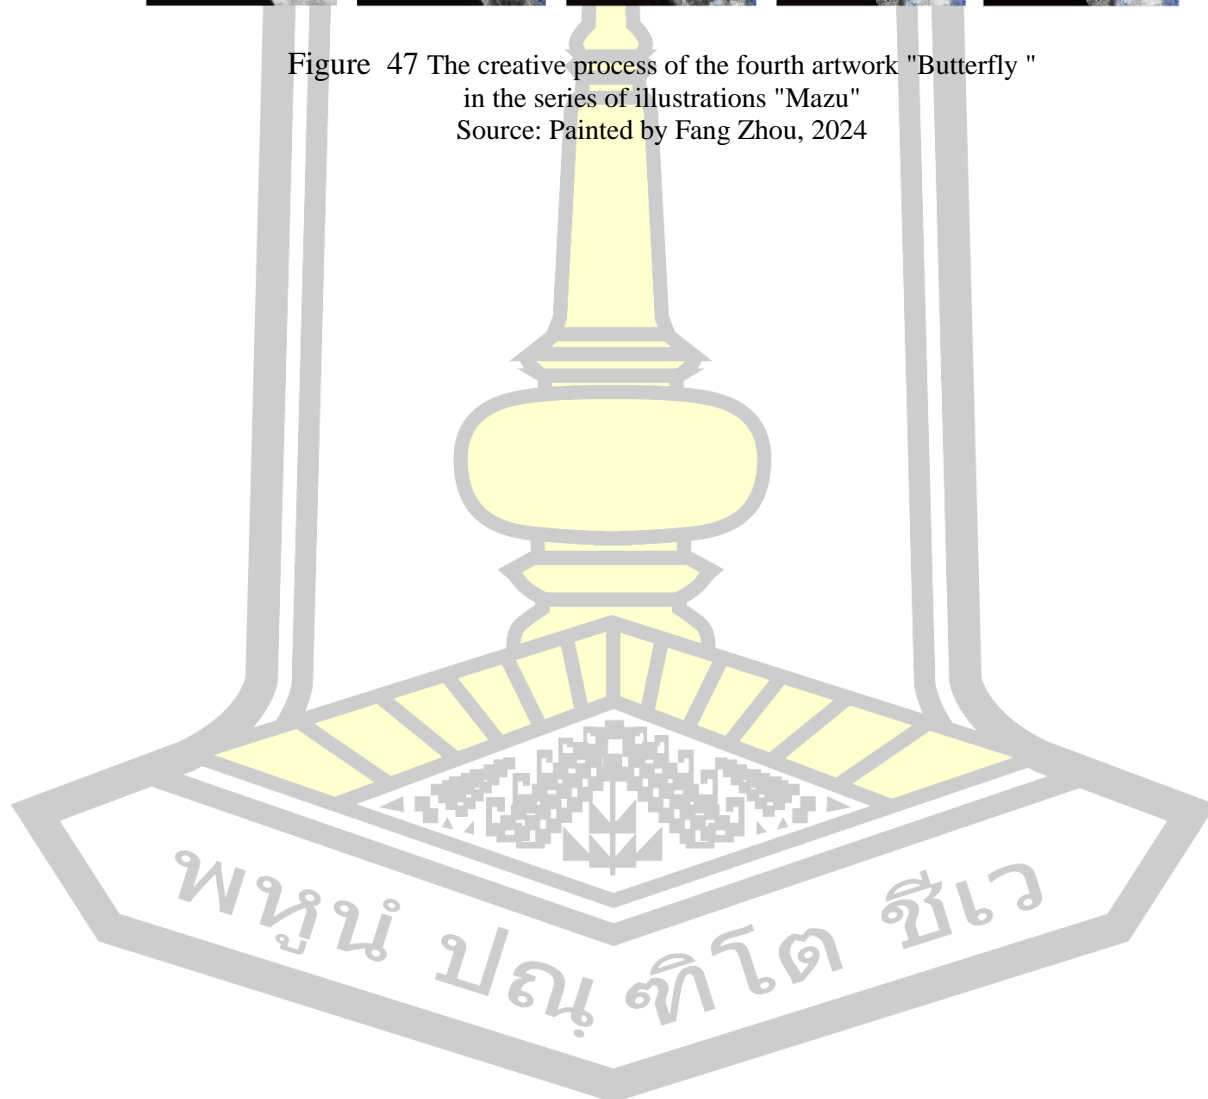 Figure 47 The creative process of the fourth artwork "Butterfly "
in the series of illustrations "Mazu"
Source: Painted by Fang Zhou, 2024
พหูนํ ปณฺ ฑิโต ชีเว